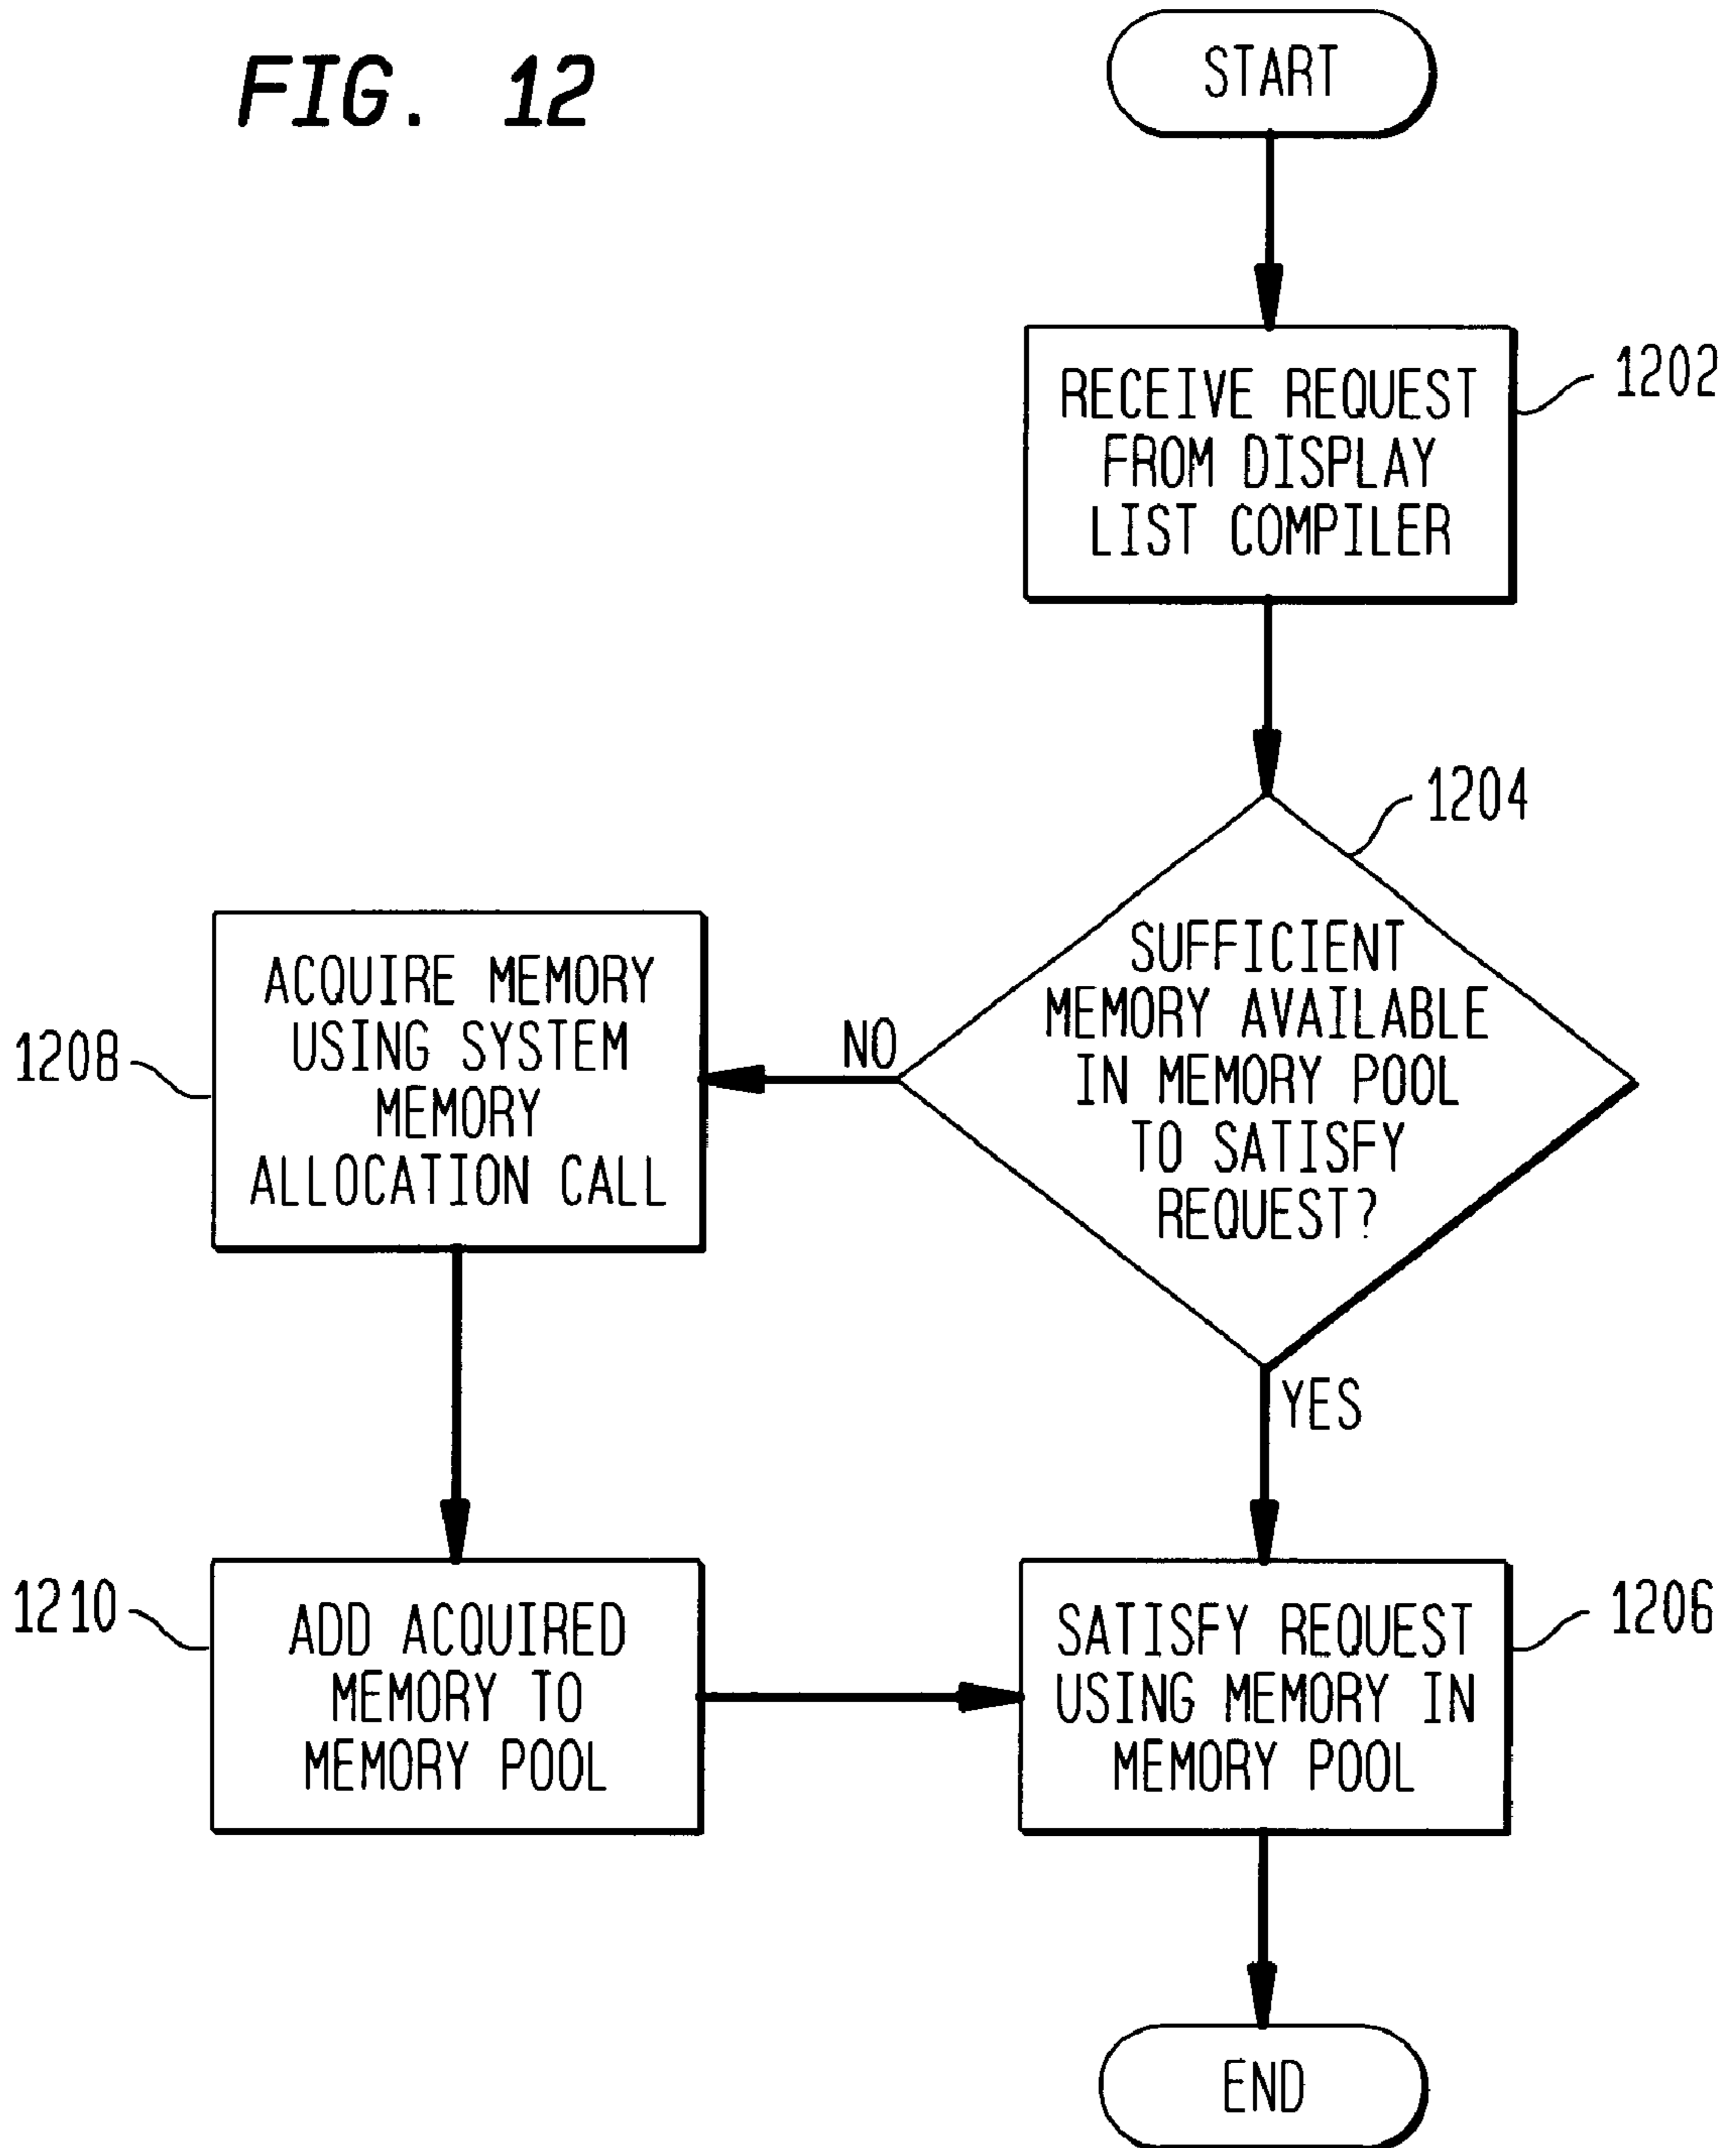 FIG. 12
START
RECEIVE REQUEST
FROM DISPLAY
LIST COMPILER
1202
1204
SUFFICIENT
MEMORY AVAILABLE
IN MEMORY POOL
TO SATISFY
REQUEST?
NO
YES
ACQUIRE MEMORY
USING SYSTEM
MEMORY
ALLOCATION CALL
1208
1210
ADD ACQUIRED
MEMORY TO
MEMORY POOL
SATISFY REQUEST
USING MEMORY IN
MEMORY POOL
1206
END